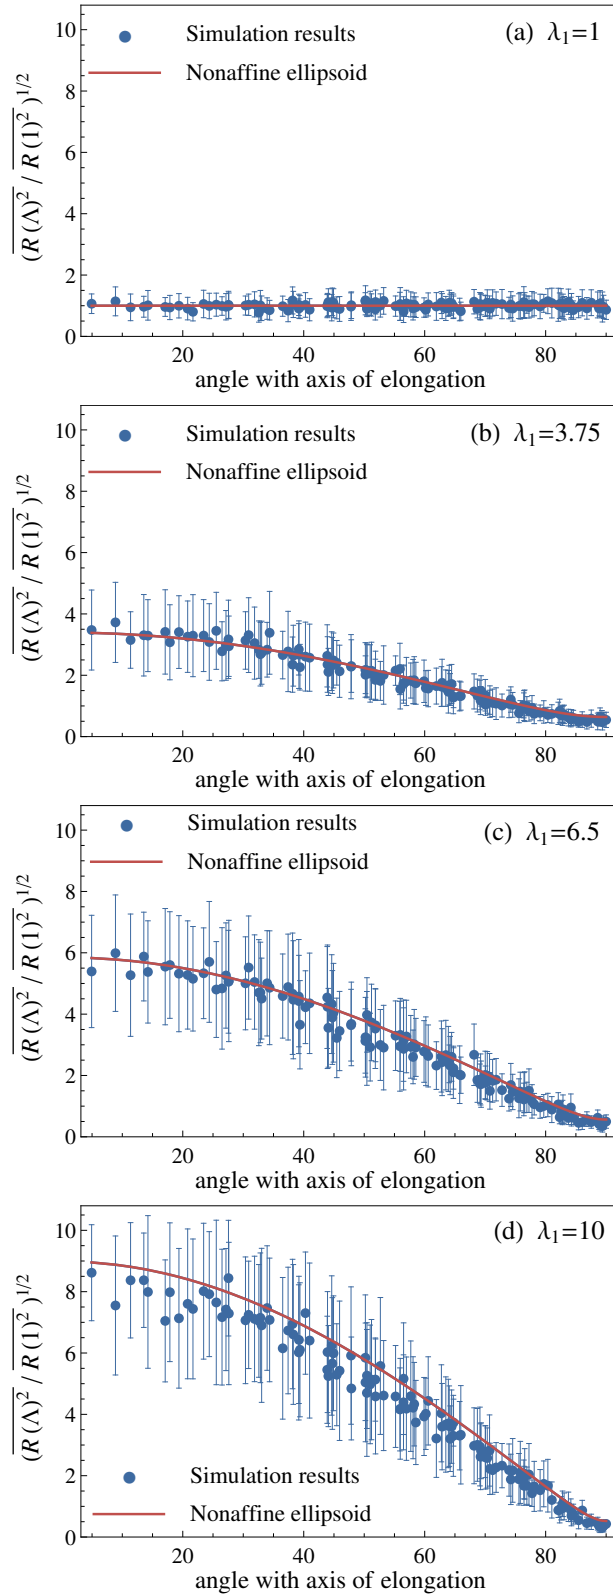 10
8
6
4
2
0
(R(Λ)² / R(1)²)^1/2
Simulation results
Nonaffine ellipsoid
(a) λ₁=1
20 40 60 80
angle with axis of elongation
10
8
6
4
2
0
(R(Λ)² / R(1)²)^1/2
Simulation results
Nonaffine ellipsoid
(b) λ₁=3.75
20 40 60 80
angle with axis of elongation
10
8
6
4
2
0
(R(Λ)² / R(1)²)^1/2
Simulation results
Nonaffine ellipsoid
(c) λ₁=6.5
20 40 60 80
angle with axis of elongation
10
8
6
4
2
0
(R(Λ)² / R(1)²)^1/2
(d) λ₁=10
Simulation results
Nonaffine ellipsoid
20 40 60 80
angle with axis of elongation